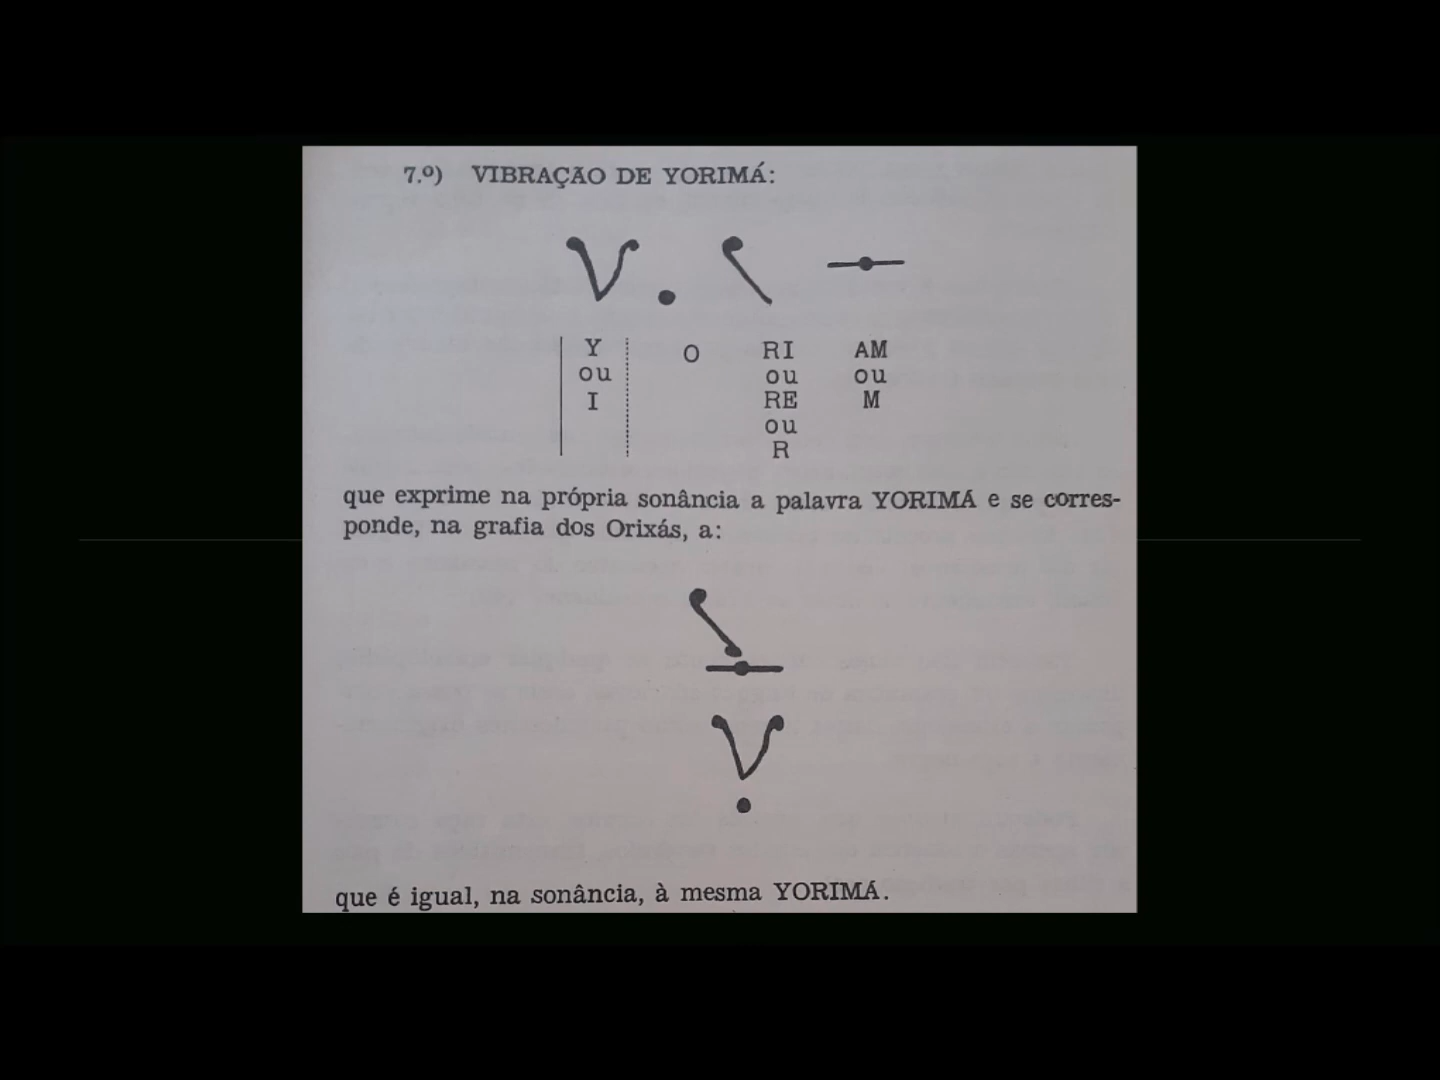 7.º) VIBRAÇÃO DE YORIMÁ:
Y O RI AM
ou ou ou
I RE M
ou
R
que exprime na própria sonância a palavra YORIMÁ e se corres-
ponde, na grafia dos Orixás, a:
que é igual, na sonância, à mesma YORIMÁ.